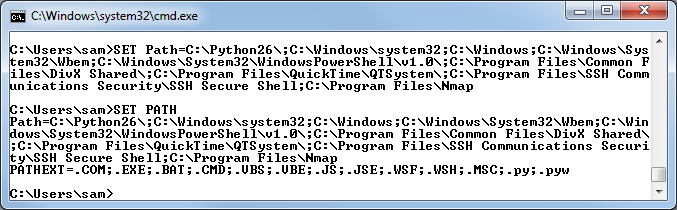 C:\Windows\system32\cmd.exe
C:\Users\sam>SET Path=C:\Python26\;C:\Windows\system32;C:\Windows;C:\Windows\Sys
tem32\Wbem;C:\Windows\System32\WindowsPowerShell\v1.0\;C:\Program Files\Common F
iles\DivX Shared\;C:\Program Files\QuickTime\QTSystem\;C:\Program Files\SSH Comm
unications Security\SSH Secure Shell;C:\Program Files\Nmap
C:\Users\sam>SET PATH
Path=C:\Python26\;C:\Windows\system32;C:\Windows;C:\Windows\System32\Wbem;C:\Win
dows\System32\WindowsPowerShell\v1.0\;C:\Program Files\Common Files\DivX Shared\
;C:\Program Files\QuickTime\QTSystem\;C:\Program Files\SSH Communications Securi
ty\SSH Secure Shell;C:\Program Files\Nmap
PATHEXT=.COM;.EXE;.BAT;.CMD;.VBS;.VBE;.JS;.JSE;.WSF;.WSH;.MSC;.py;.pyw
C:\Users\sam>